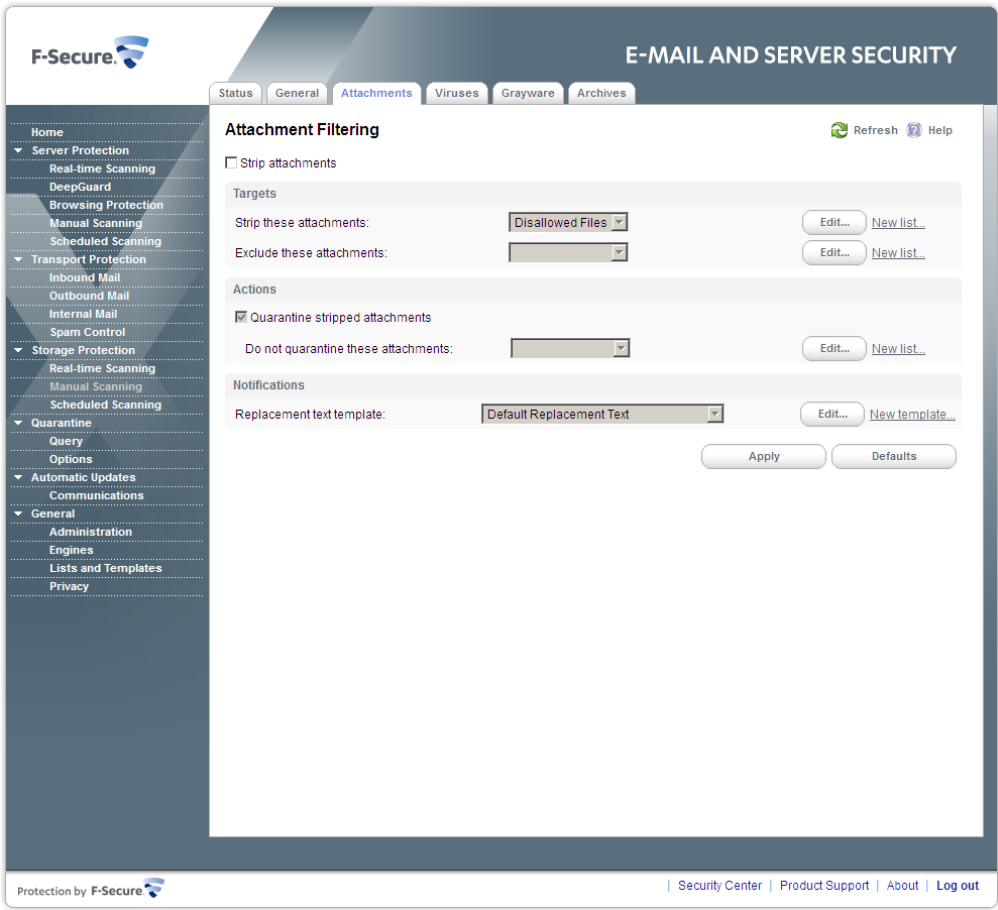 F-Secure.
E-MAIL AND SERVER SECURITY
Status General Attachments Viruses Grayware Archives
Home
Server Protection
Real-time Scanning
DeepGuard
Browsing Protection
Manual Scanning
Scheduled Scanning
Transport Protection
Inbound Mail
Outbound Mail
Internal Mail
Spam Control
Storage Protection
Real-time Scanning
Manual Scanning
Scheduled Scanning
Quarantine
Query
Options
Automatic Updates
Communications
General
Administration
Engines
Lists and Templates
Privacy
Attachment Filtering Refresh Help
Strip attachments
Targets
Strip these attachments: Disallowed Files Edit... New list...
Exclude these attachments: Edit... New list...
Actions
Quarantine stripped attachments
Do not quarantine these attachments: Edit... New list...
Notifications
Replacement text template: Default Replacement Text Edit... New template...
Apply Defaults
Protection by F-Secure.
| Security Center | Product Support | About | Log out